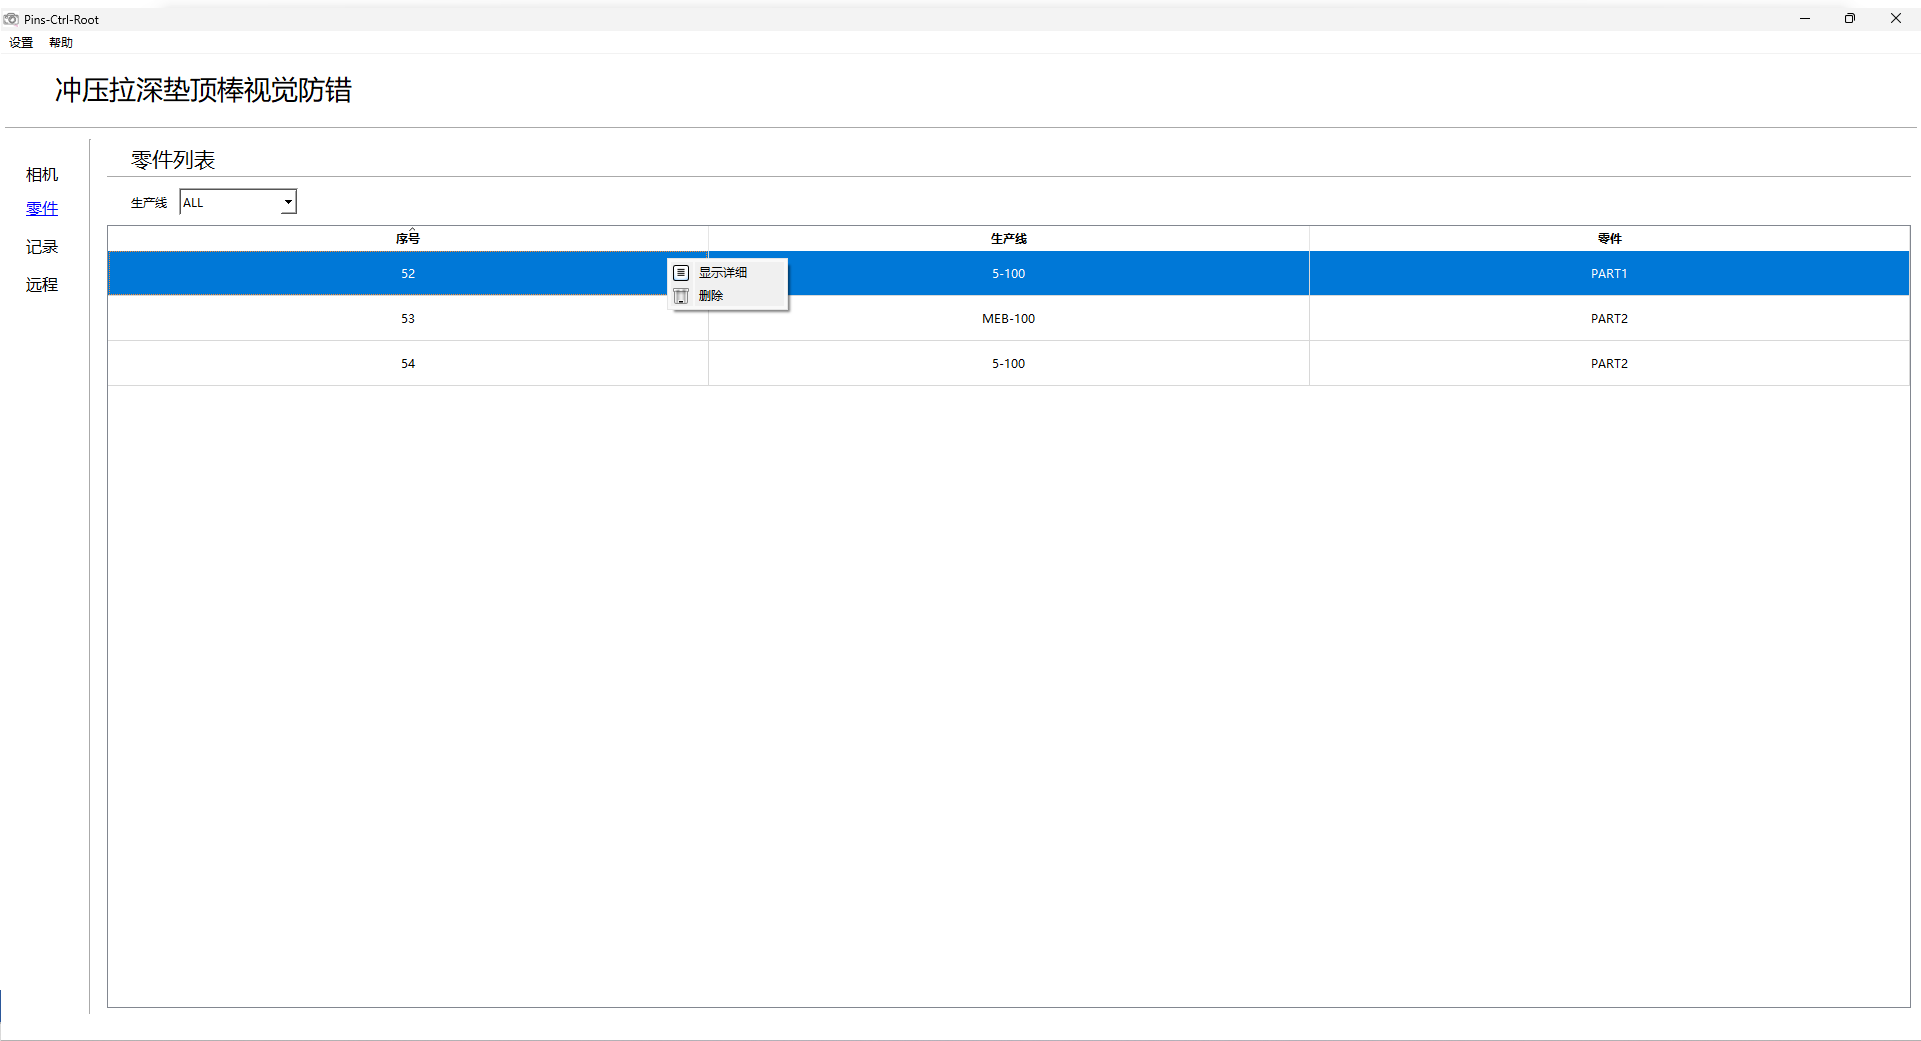 Pins-Ctrl-Root
设置 帮助
冲压拉深垫顶棒视觉防错
相机
零件
记录
远程
零件列表
生产线 ALL
序号 生产线 零件
52 5-100 PART1
显示详细
删除
53 MEB-100 PART2
54 5-100 PART2